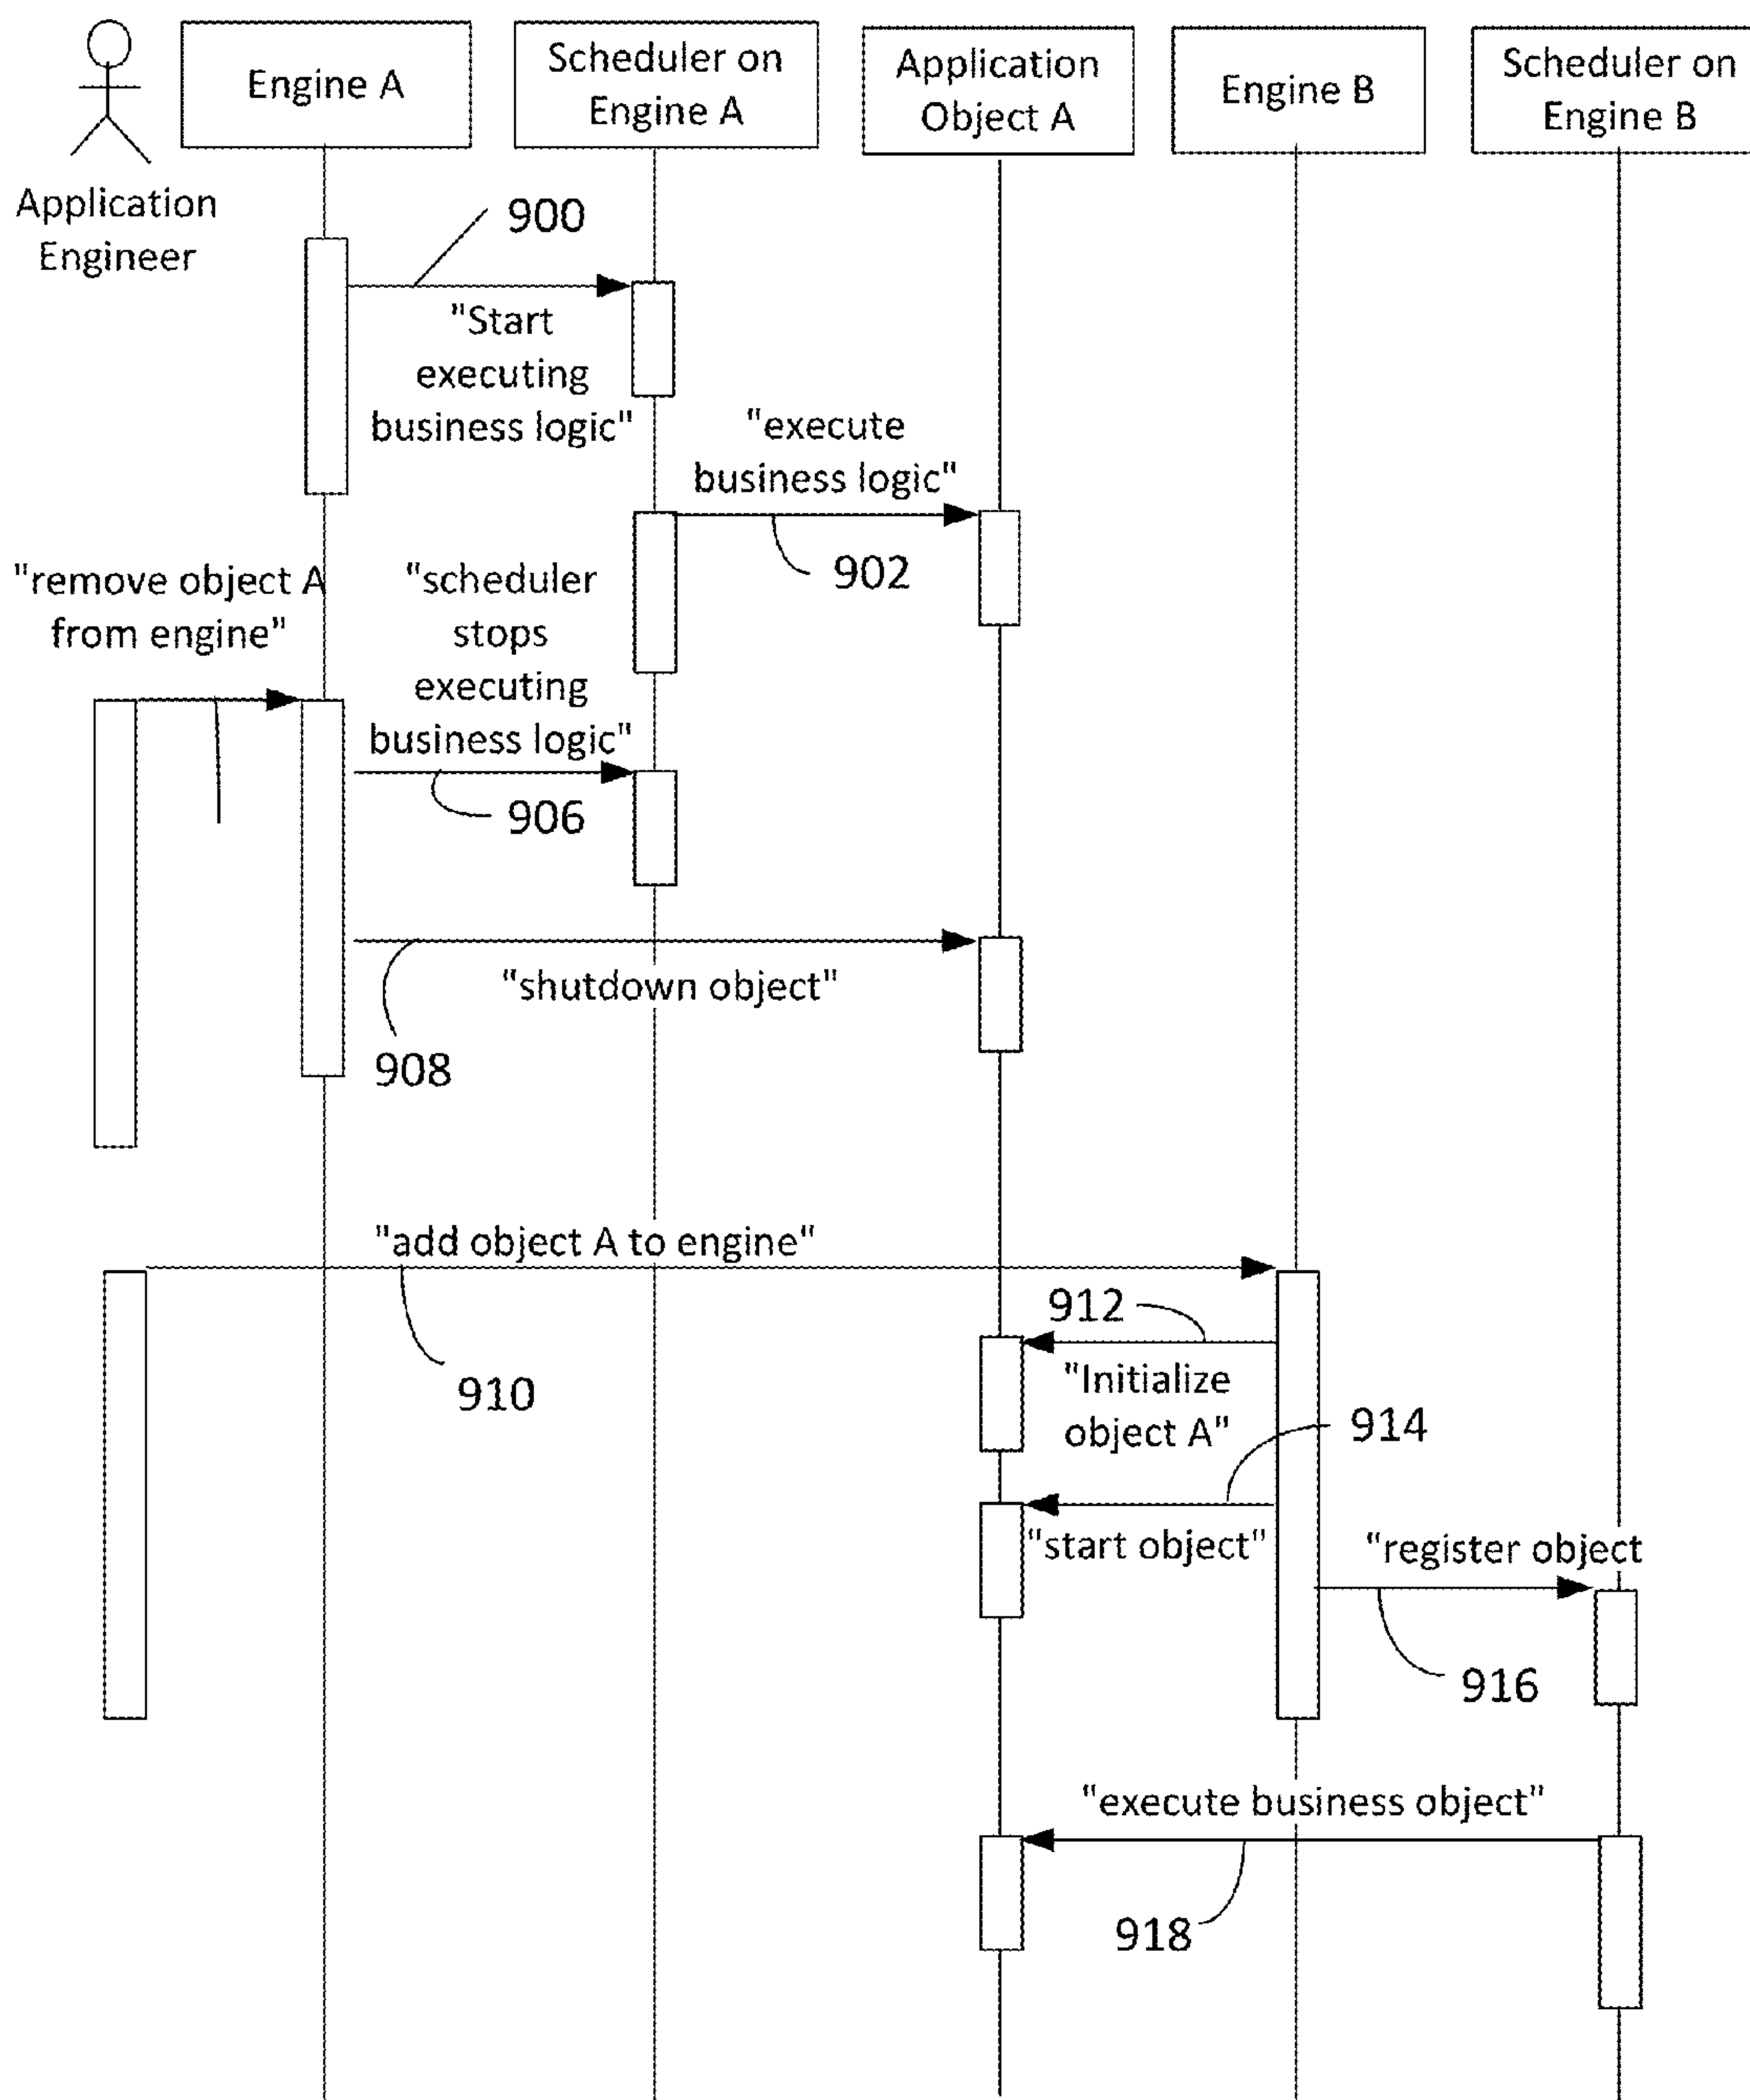 Engine A
Scheduler on
Engine A
Application
Object A
Engine B
Scheduler on
Engine B
Application
Engineer
900
"Start
executing
business logic"
"execute
business logic"
902
"remove object A
from engine"
"scheduler
stops
executing
business logic"
906
"shutdown object"
908
"add object A to engine"
910
912
"Initialize
object A"
914
"start object"
"register object
916
"execute business object"
918